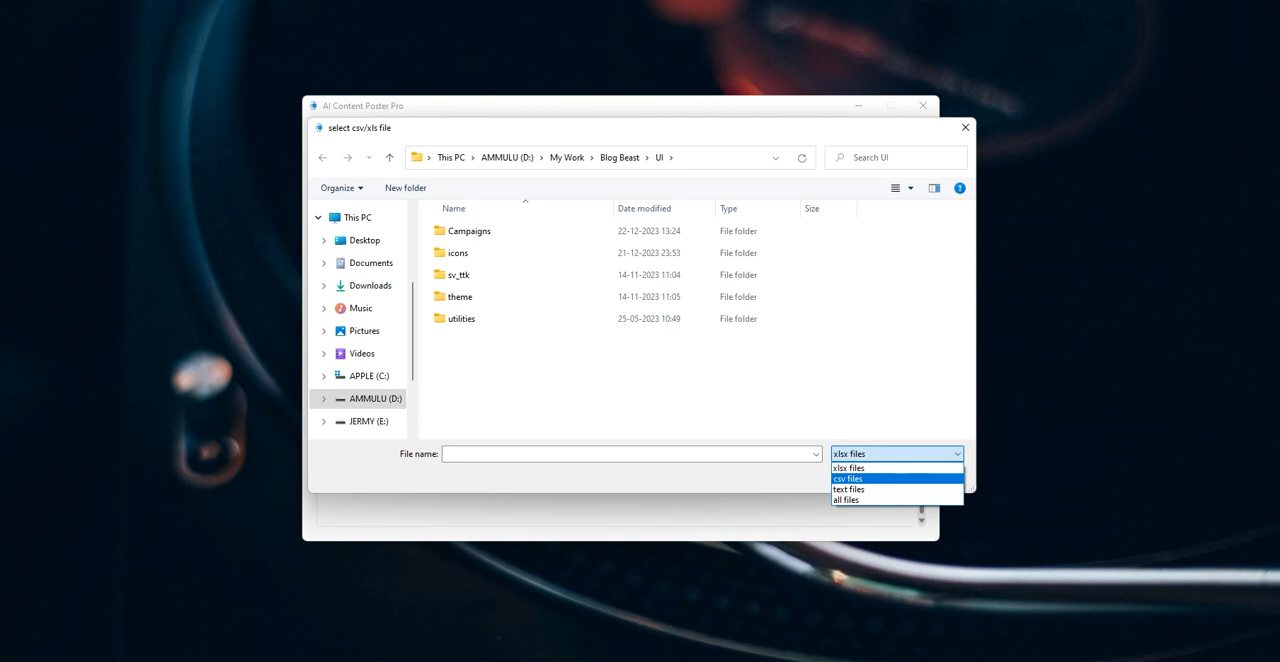 AI Content Poster Pro
select csv/xls file
This PC > AMMULU (D:) > My Work > Blog Beast > UI >
Search UI
Organize
New folder
Name Date modified Type Size
This PC
Desktop
Documents
Downloads
Music
Pictures
Videos
APPLE (C:)
AMMULU (D:)
JERMY (E:)
Campaigns 22-12-2023 13:24 File folder
icons 21-12-2023 23:53 File folder
sv_ttk 14-11-2023 11:04 File folder
theme 14-11-2023 11:05 File folder
utilities 25-05-2023 10:49 File folder
File name:
xlsx files
xlsx files
csv files
text files
all files